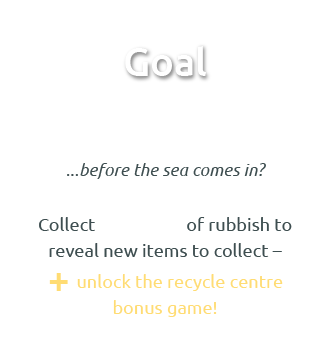 Goal
...before the sea comes in?
Collect of rubbish to
reveal new items to collect –
+ unlock the recycle centre
bonus game!